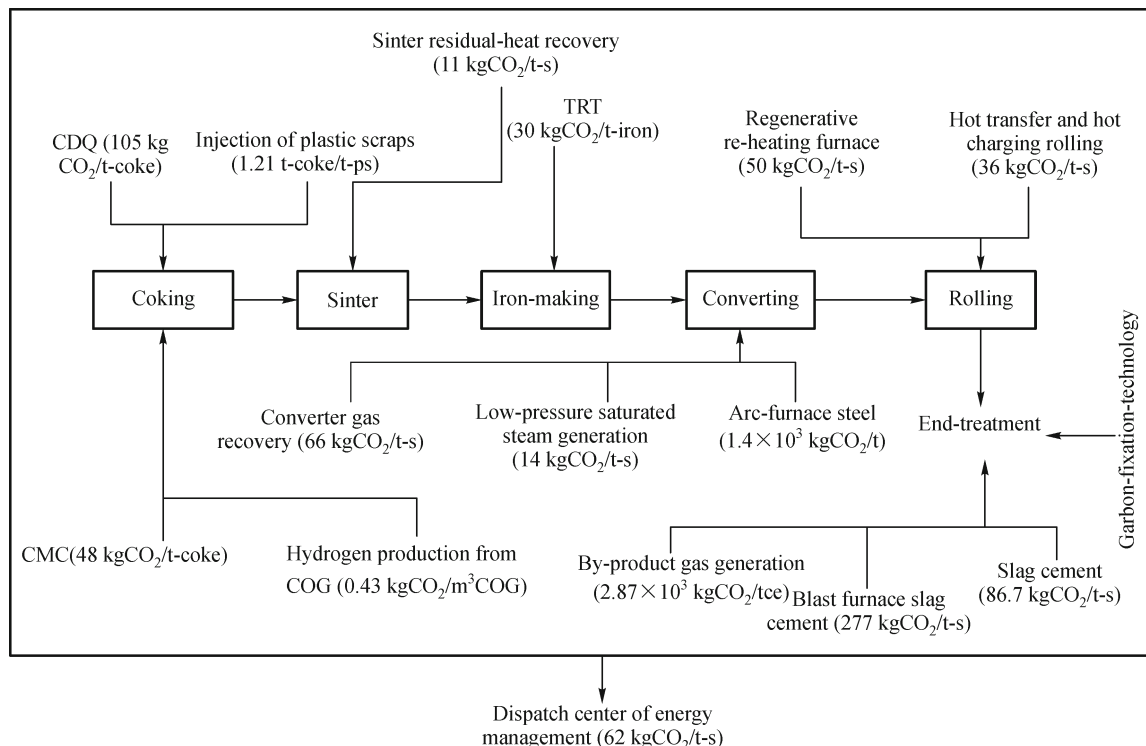 Sinter residual-heat recovery
(11 kgCO₂/t-s)
TRT
(30 kgCO₂/t-iron)
CDQ (105 kg
CO₂/t-coke)
Injection of plastic scraps
(1.21 t-coke/t-ps)
Regenerative
re-heating furnace
(50 kgCO₂/t-s)
Hot transfer and hot
charging rolling
(36 kgCO₂/t-s)
Coking
Sinter
Iron-making
Converting
Rolling
Converter gas
recovery (66 kgCO₂/t-s)
Low-pressure saturated
steam generation
(14 kgCO₂/t-s)
Arc-furnace steel
(1.4×10³ kgCO₂/t)
End-treatment
Garbon-fixation-technology
CMC(48 kgCO₂/t-coke)
Hydrogen production from
COG (0.43 kgCO₂/m³COG)
By-product gas generation
(2.87×10³ kgCO₂/tce)
Blast furnace slag
cement (277 kgCO₂/t-s)
Slag cement
(86.7 kgCO₂/t-s)
Dispatch center of energy
management (62 kgCO₂/t-s)